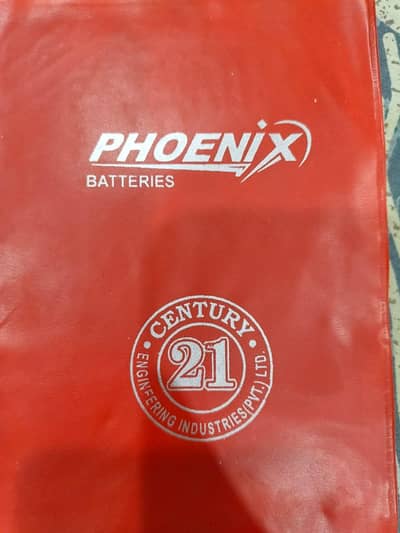 PHOENiX
BATTERIES
• CENTURY •
21
ENGINEERING INDUSTRIES(PVT.) LTD.